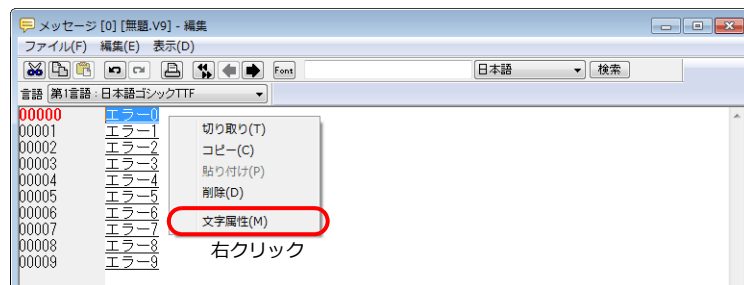 メッセージ [0] [無題.V9] - 編集
ファイル(F) 編集(E) 表示(D)
Font 日本語 検索
言語 第1言語 : 日本語ゴシックTTF
00000 エラー0
00001 エラー1
00002 エラー2
00003 エラー3
00004 エラー4
00005 エラー5
00006 エラー6
00007 エラー7
00008 エラー8
00009 エラー9
切り取り(T)
コピー(C)
貼り付け(P)
削除(D)
文字属性(M)
右クリック